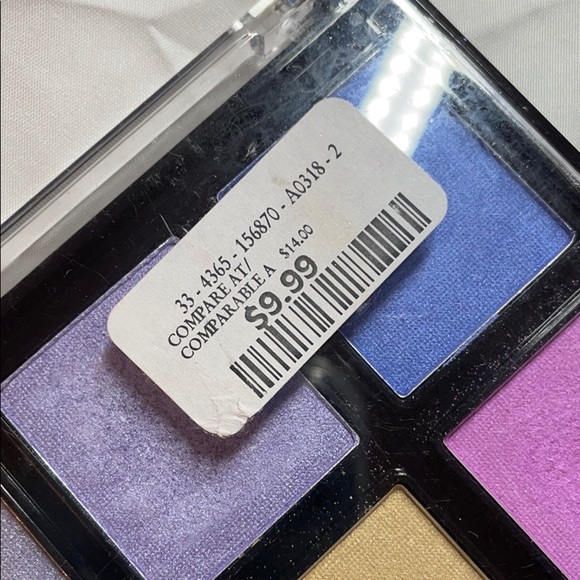 33 - 4365 - 156870 - A0318 - 2
COMPARE AT/
COMPARABLE A $14.00
$9.99